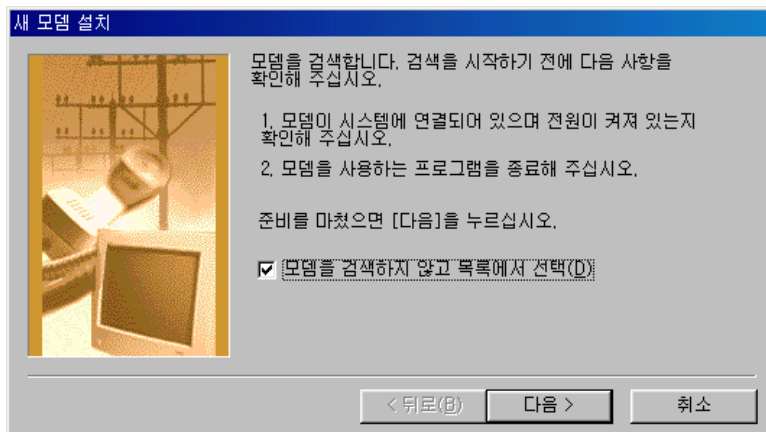 새 모뎀 설치
모뎀을 검색합니다. 검색을 시작하기 전에 다음 사항을
확인해 주십시오.
1. 모뎀이 시스템에 연결되어 있으며 전원이 켜져 있는지
확인해 주십시오.
2. 모뎀을 사용하는 프로그램을 종료해 주십시오.
준비를 마쳤으면 [다음]을 누르십시오.
모뎀을 검색하지 않고 목록에서 선택(D)
< 뒤로(B)
다음 >
취소